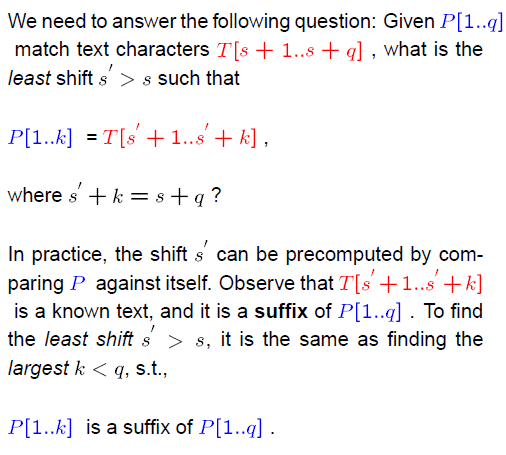 We need to answer the following question: Given P[1..q]
match text characters T[s + 1..s + q] , what is the
least shift s′ > s such that
P[1..k] = T[s′ + 1..s′ + k] ,
where s′ + k = s + q ?
In practice, the shift s′ can be precomputed by com-
paring P against itself. Observe that T[s′ + 1..s′ + k]
is a known text, and it is a suffix of P[1..q] . To find
the least shift s′ > s, it is the same as finding the
largest k < q, s.t.,
P[1..k] is a suffix of P[1..q] .